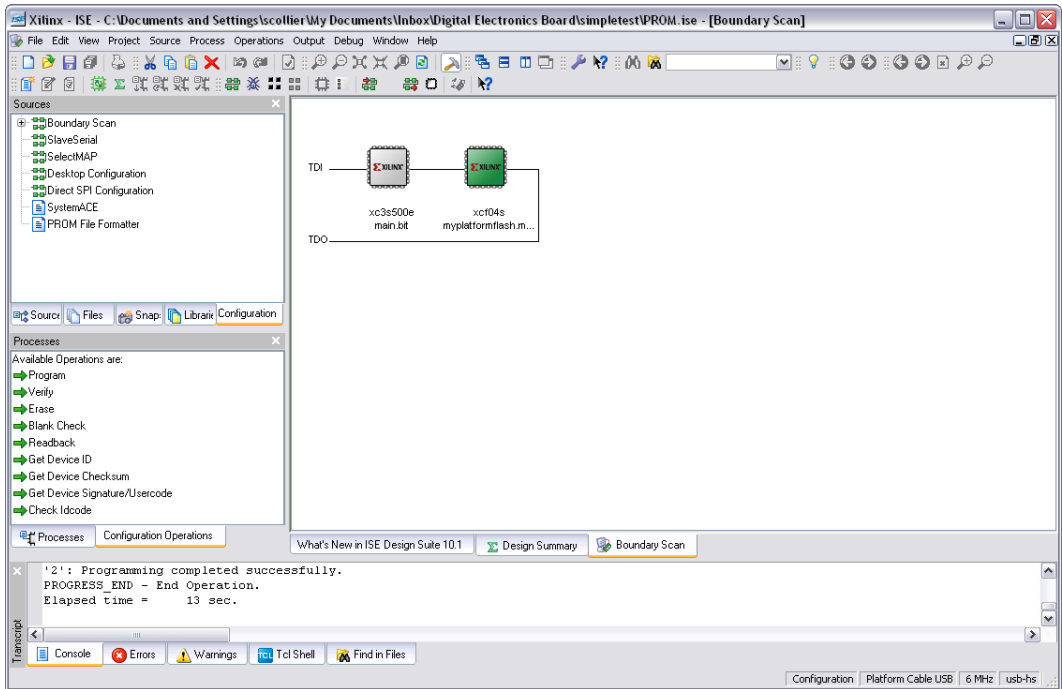 Xilinx - ISE - C:\Documents and Settings\scollier\My Documents\Inbox\Digital Electronics Board\simpletest\PROM.ise - [Boundary Scan]
File Edit View Project Source Process Operations Output Debug Window Help
Sources
Boundary Scan
SlaveSerial
SelectMAP
Desktop Configuration
Direct SPI Configuration
SystemACE
PROM File Formatter
Source Files Snap: Librarie Configuration
Processes
Available Operations are:
Program
Verify
Erase
Blank Check
Readback
Get Device ID
Get Device Checksum
Get Device Signature/Usercode
Check Idcode
Processes Configuration Operations
TDI
XILINX XILINX
xc3s500e xcf04s
main.bit myplatformflash.m...
TDO
What's New in ISE Design Suite 10.1 Design Summary Boundary Scan
'2': Programming completed successfully.
PROGRESS_END - End Operation.
Elapsed time = 13 sec.
Transcript
Console Errors Warnings TCL Tcl Shell Find in Files
Configuration Platform Cable USB 6 MHz usb-hs